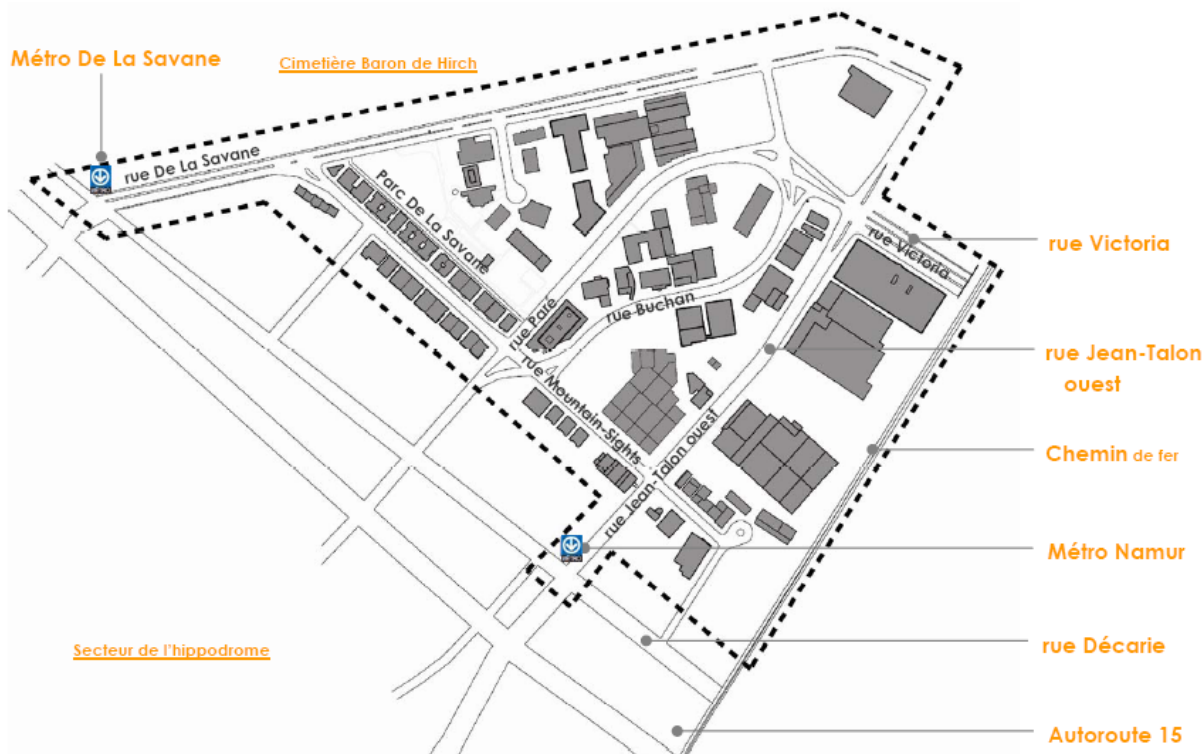 Métro De La Savane
Cimetière Baron de Hirch
rue De La Savane
Parc De La Savane
rue Victoria
rue Victoria
rue Paré
rue Buchan
rue Jean-Talon
ouest
rue Mountain-Sights
rue Jean-Talon ouest
Chemin de fer
Métro Namur
Secteur de l'hippodrome
rue Décarie
Autoroute 15